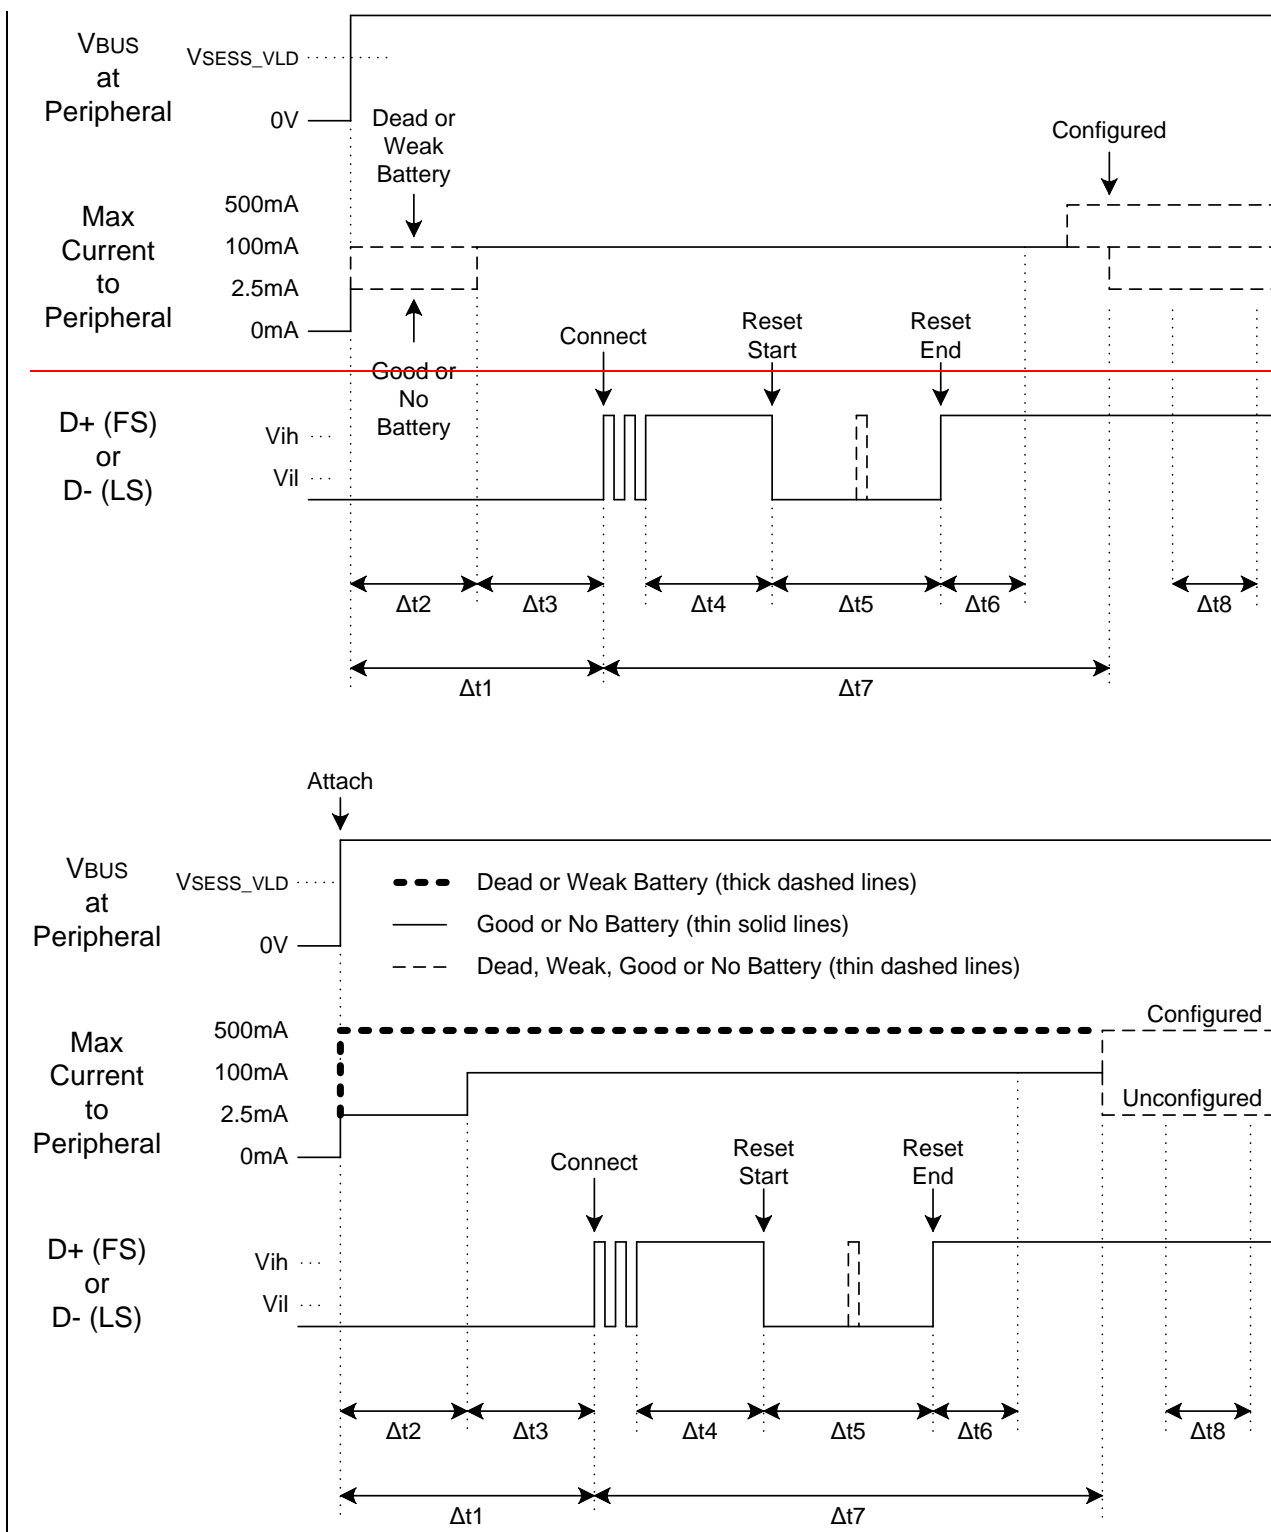 VBUS
at
Peripheral
VSESS_VLD
0V
Dead or
Weak
Battery
Configured
Max
Current
to
Peripheral
500mA
100mA
2.5mA
0mA
Good or
No
Battery
Connect
Reset
Start
Reset
End
D+ (FS)
or
D- (LS)
Vih
Vil
Δt2
Δt3
Δt4
Δt5
Δt6
Δt8
Δt1
Δt7
Attach
VBUS
at
Peripheral
VSESS_VLD
0V
Dead or Weak Battery (thick dashed lines)
Good or No Battery (thin solid lines)
Dead, Weak, Good or No Battery (thin dashed lines)
Max
Current
to
Peripheral
500mA
100mA
2.5mA
0mA
Configured
Unconfigured
Connect
Reset
Start
Reset
End
D+ (FS)
or
D- (LS)
Vih
Vil
Δt2
Δt3
Δt4
Δt5
Δt6
Δt8
Δt1
Δt7